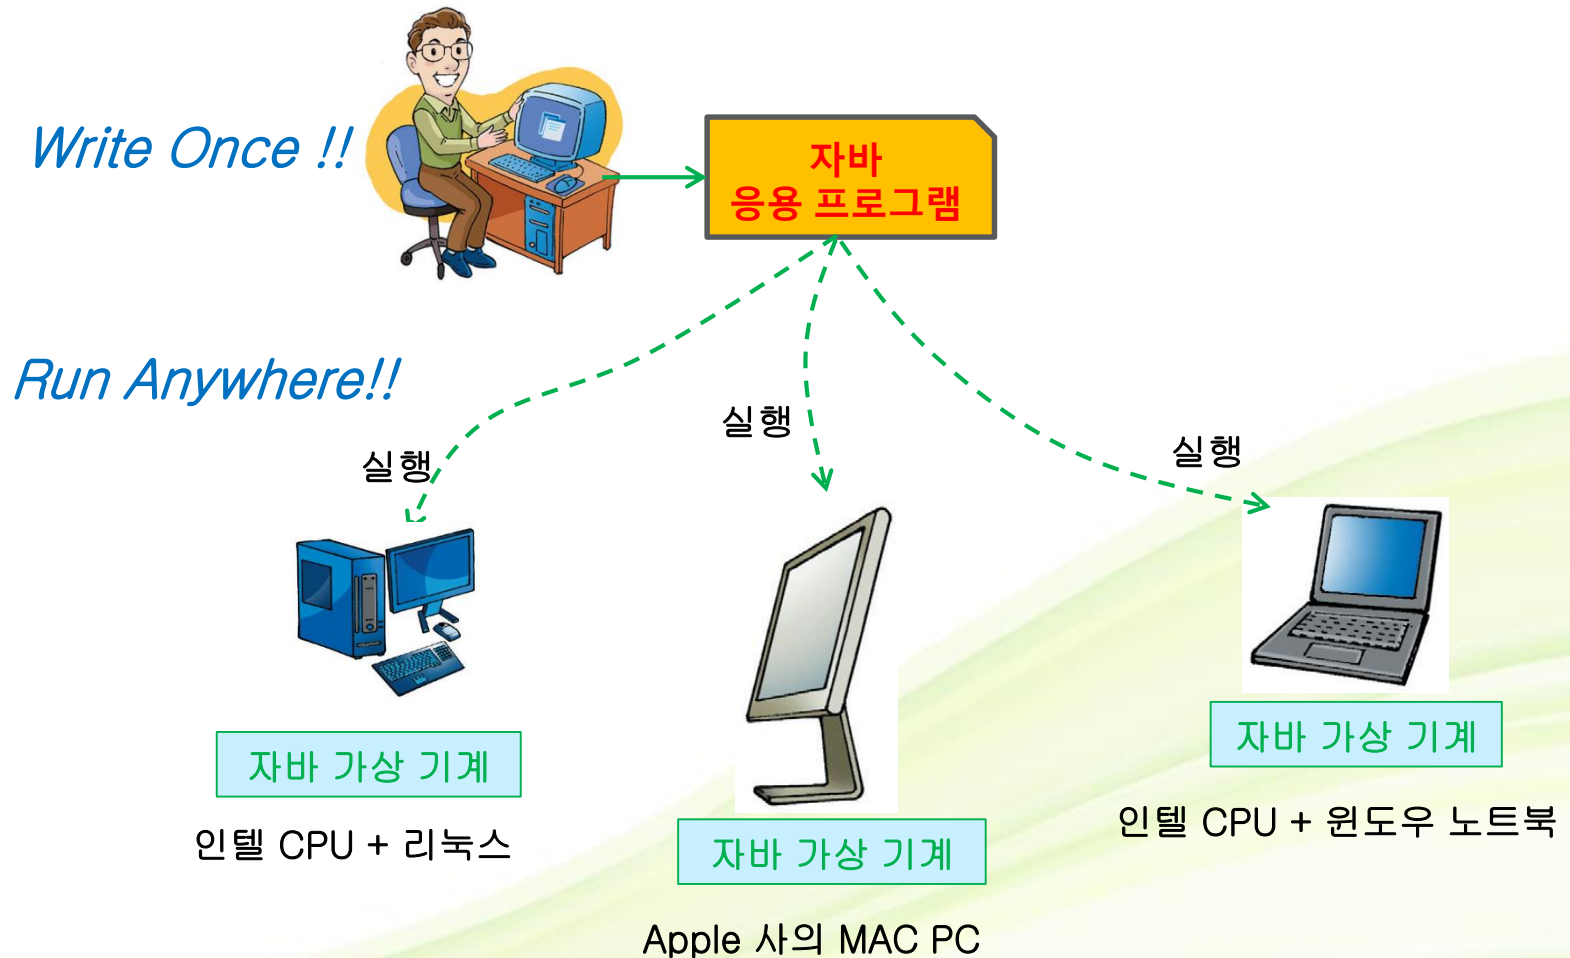 Write Once !!
자바
응용 프로그램
Run Anywhere!!
실행
실행
실행
자바 가상 기계
인텔 CPU + 리눅스
자바 가상 기계
Apple 사의 MAC PC
자바 가상 기계
인텔 CPU + 윈도우 노트북